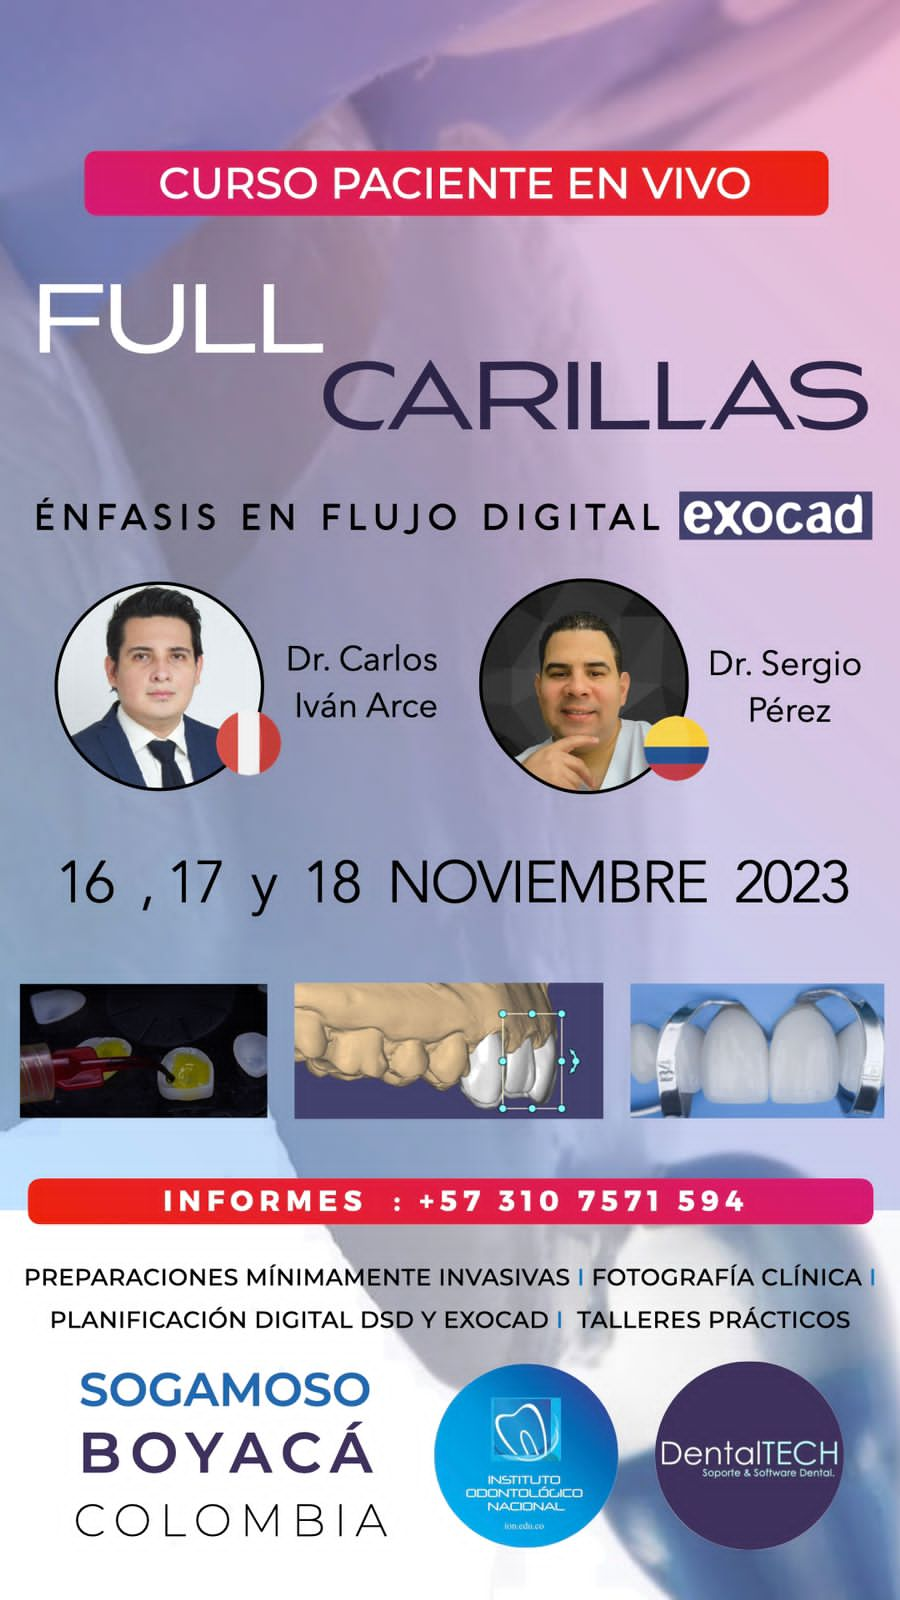 CURSO PACIENTE EN VIVO
FULL
CARILLAS
ÉNFASIS EN FLUJO DIGITAL exocad
Dr. Carlos
Iván Arce
Dr. Sergio
Pérez
16 , 17 y 18 NOVIEMBRE 2023
INFORMES : +57 310 7571 594
PREPARACIONES MÍNIMAMENTE INVASIVAS I FOTOGRAFÍA CLÍNICA I
PLANIFICACIÓN DIGITAL DSD Y EXOCAD I TALLERES PRÁCTICOS
SOGAMOSO
BOYACÁ
COLOMBIA
INSTITUTO
ODONTOLÓGICO
NACIONAL
ion.edu.co
DentalTECH
Soporte & Software Dental.